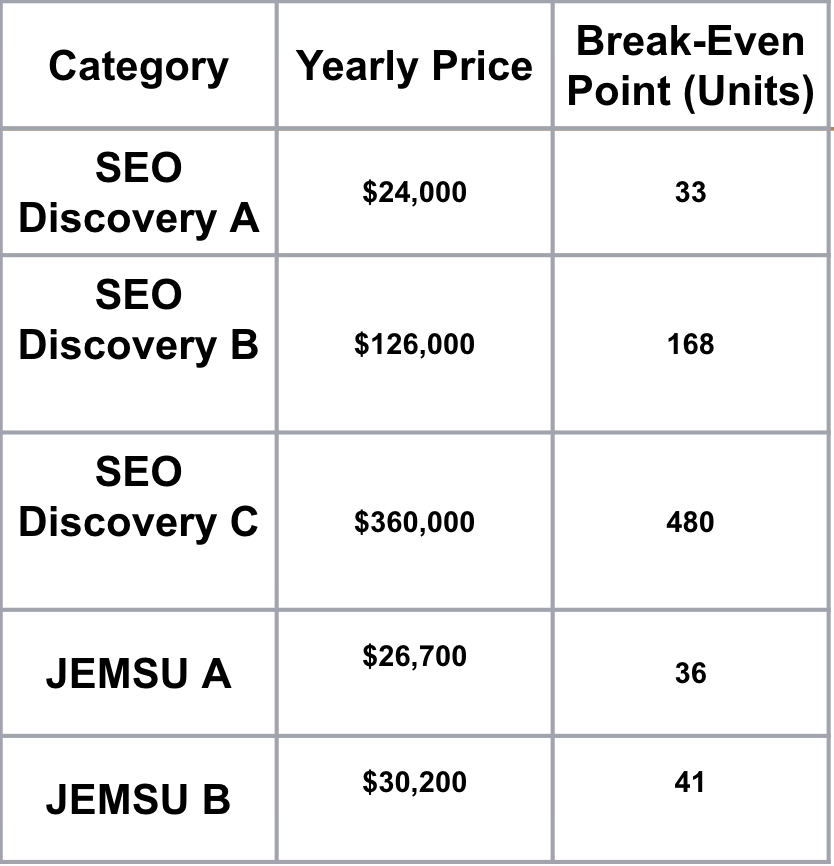 Category
Yearly Price
Break-Even
Point (Units)
SEO
Discovery A
$24,000
33
SEO
Discovery B
$126,000
168
SEO
Discovery C
$360,000
480
JEMSU A
$26,700
36
JEMSU B
$30,200
41